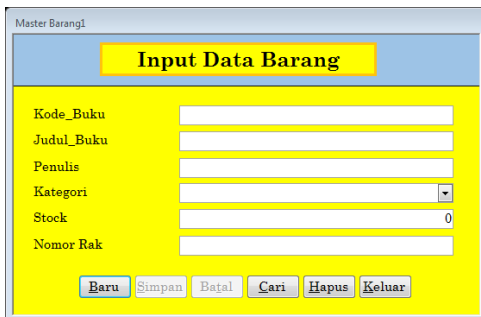 Master Barang1
Input Data Barang
Kode_Buku
Judul_Buku
Penulis
Kategori
Stock 0
Nomor Rak
Baru Simpan Batal Cari Hapus Keluar